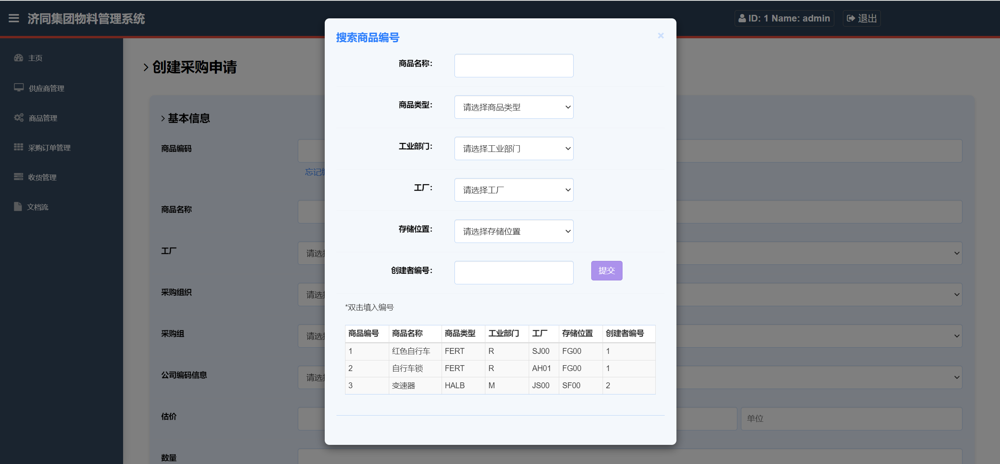 济同集团物料管理系统
ID: 1 Name: admin
退出
主页
供应商管理
商品管理
采购订单管理
收货管理
文档流
创建采购申请
基本信息
商品编码
忘记
商品名称
工厂
请选
采购组织
请选
采购组
请选
公司编码信息
请选
估价
单位
数量
搜索商品编号
×
商品名称：
商品类型：
请选择商品类型
工业部门：
请选择工业部门
工厂：
请选择工厂
存储位置：
请选择存储位置
创建者编号：
提交
*双击填入编号
商品编号 商品名称 商品类型 工业部门 工厂 存储位置 创建者编号
1 红色自行车 FERT R SJ00 FG00 1
2 自行车锁 FERT R AH01 FG00 1
3 变速器 HALB M JS00 SF00 2